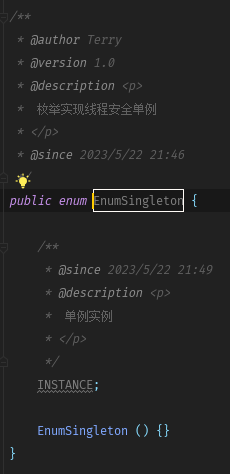 /**
* @author Terry
* @version 1.0
* @description <p>
* 枚举实现线程安全单例
* </p>
* @since 2023/5/22 21:46
public enum EnumSingleton {
/**
* @since 2023/5/22 21:49
* @description <p>
* 单例实例
* </p>
*/
INSTANCE;
EnumSingleton () {}
}